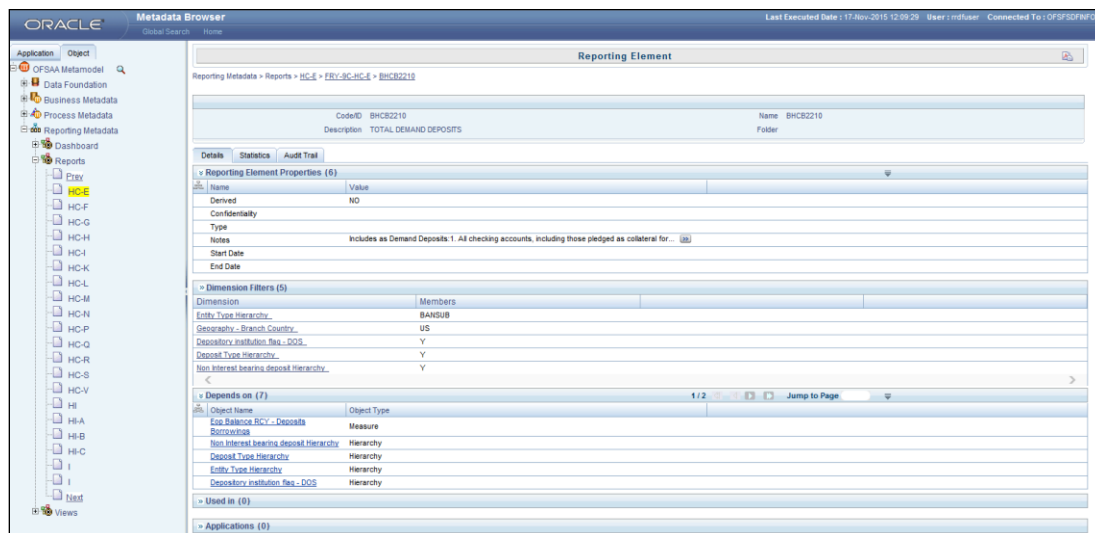 ORACLE
Metadata Browser
Global Search Home
Last Executed Date : 17-Nov-2015 12:09:29 User : rrdfuser Connected To : OFSFSDFINFO
Application Object
OFSAA Metamodel
Data Foundation
Business Metadata
Process Metadata
Reporting Metadata
Dashboard
Reports
Prev
HC-E
HC-F
HC-G
HC-H
HC-I
HC-K
HC-L
HC-M
HC-N
HC-P
HC-Q
HC-R
HC-S
HC-V
HI
HI-A
HI-B
HI-C
I
I
Next
Views
Reporting Element
Reporting Metadata > Reports > HC-E > FRY-9C-HC-E > BHCB2210
Code/ID BHCB2210 Name BHCB2210
Description TOTAL DEMAND DEPOSITS Folder
Details Statistics Audit Trail
Reporting Element Properties (6)
Name Value
Derived NO
Confidentiality
Type
Notes Includes as Demand Deposits:1. All checking accounts, including those pledged as collateral for...
Start Date
End Date
Dimension Filters (5)
Dimension Members
Entity Type Hierarchy BANSUB
Geography - Branch Country US
Depository institution flag - DOS Y
Deposit Type Hierarchy Y
Non Interest bearing deposit Hierarchy Y
Depends on (7) 1 / 2 Jump to Page
Object Name Object Type
Eop Balance RCY - Deposits
Borrowings Measure
Non Interest bearing deposit Hierarchy Hierarchy
Deposit Type Hierarchy Hierarchy
Entity Type Hierarchy Hierarchy
Depository institution flag - DOS Hierarchy
Used in (0)
Applications (0)